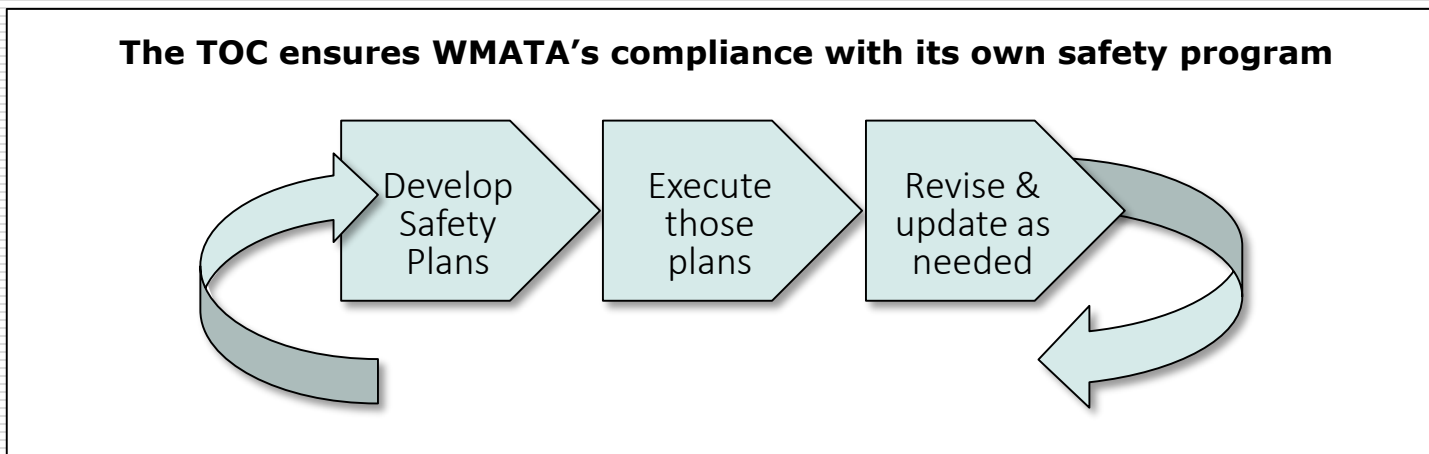 The TOC ensures WMATA’s compliance with its own safety program
Develop
Safety
Plans
Execute
those
plans
Revise &
update as
needed